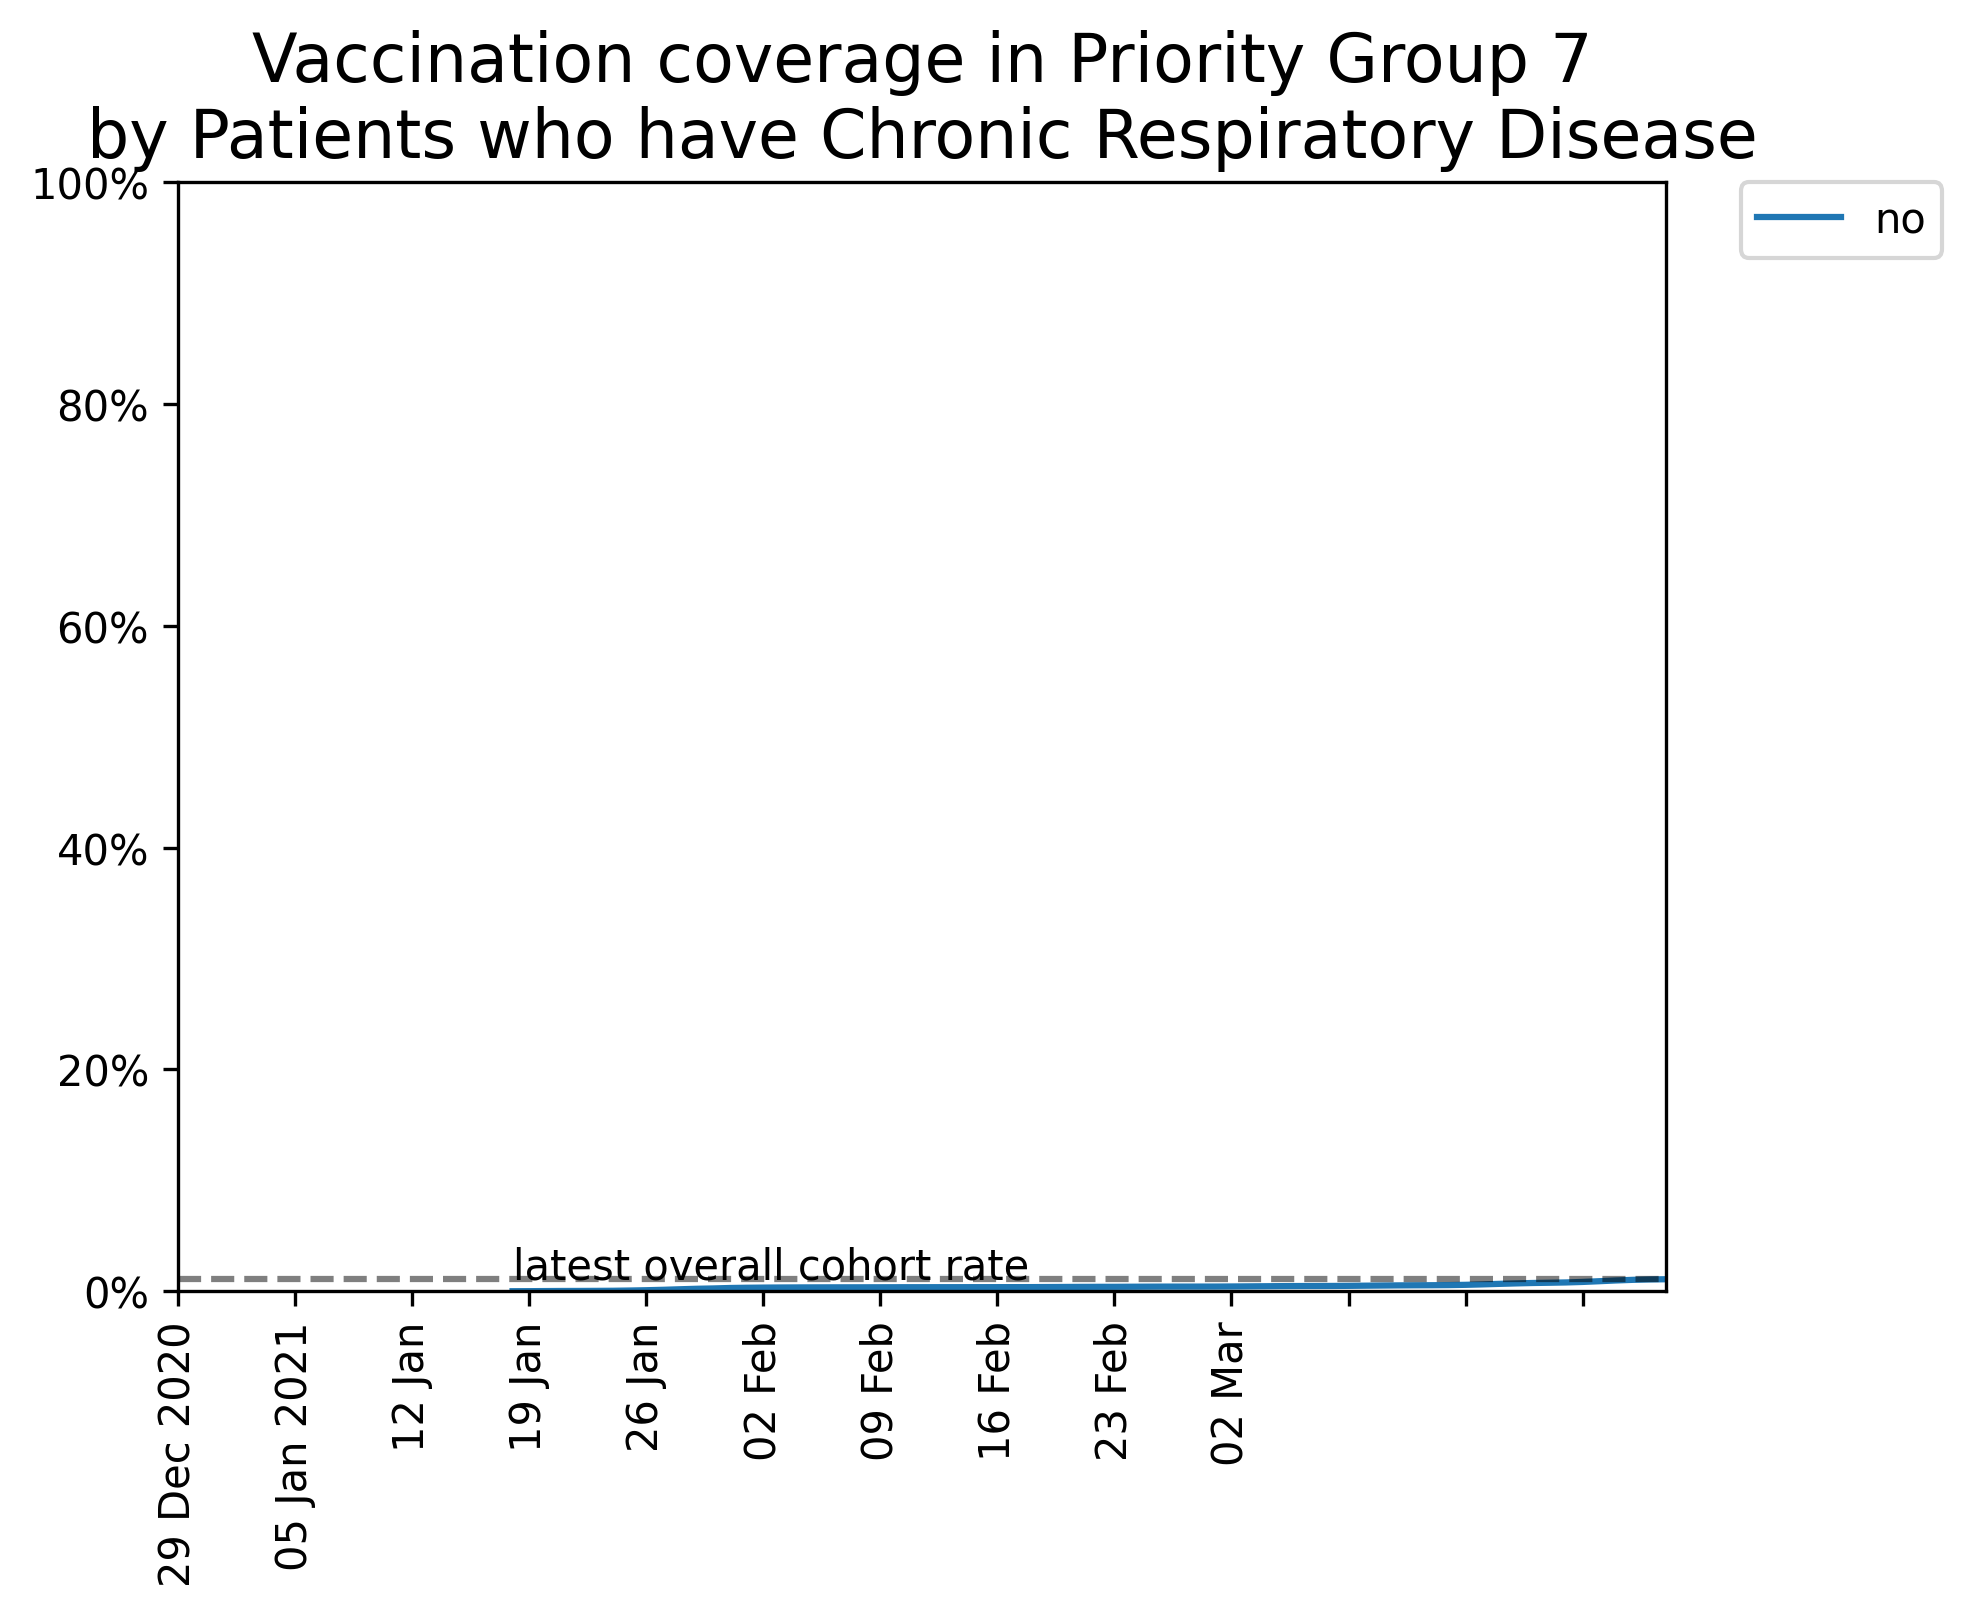 Vaccination coverage in Priority Group 7
by Patients who have Chronic Respiratory Disease
100%
80%
60%
40%
20%
0%
no
latest overall cohort rate
29 Dec 2020
05 Jan 2021
12 Jan
19 Jan
26 Jan
02 Feb
09 Feb
16 Feb
23 Feb
02 Mar